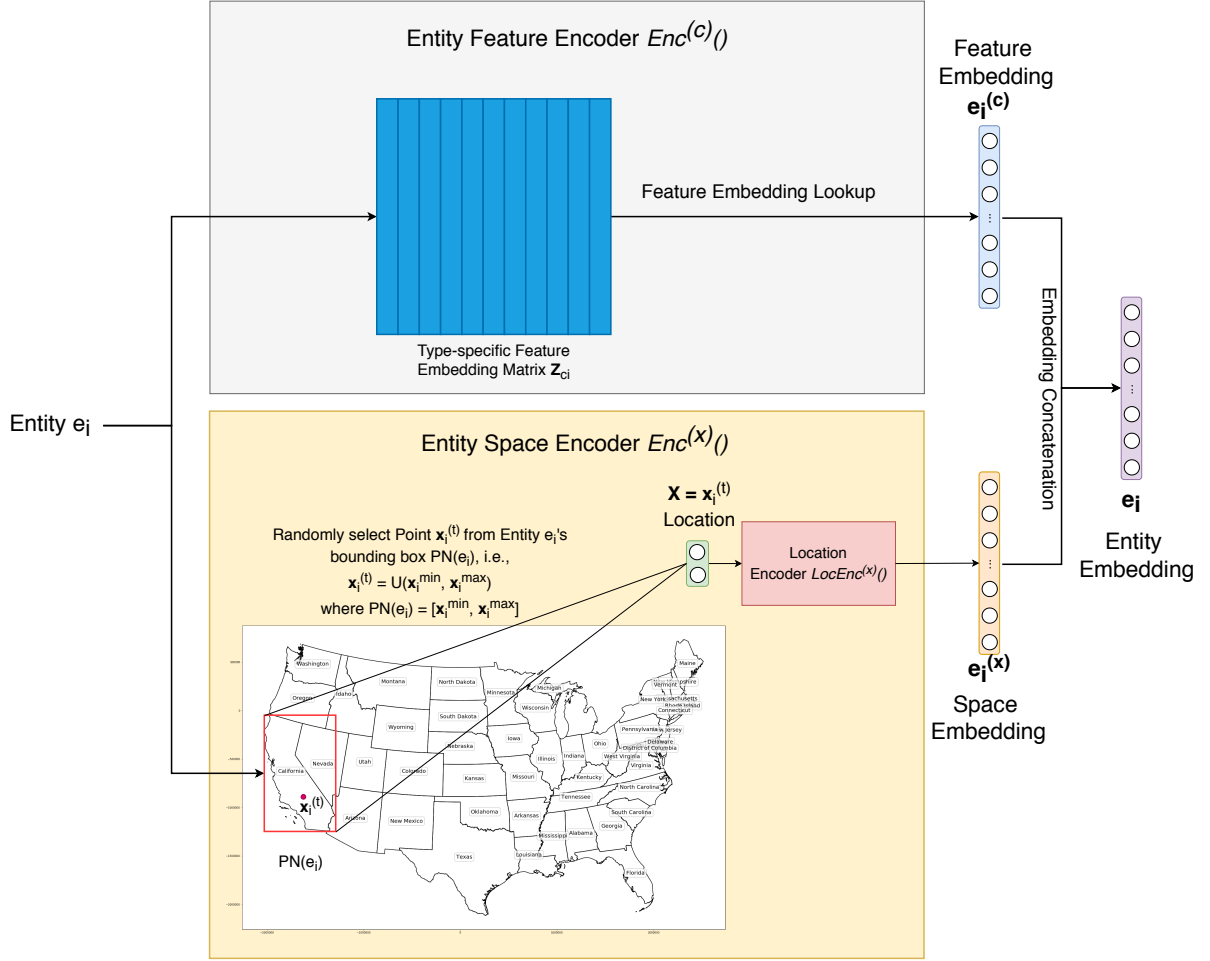 Entity Feature Encoder Enc^(c)()
Feature
Embedding
e_i^(c)
Feature Embedding Lookup
Type-specific Feature
Embedding Matrix Z_ci
Entity e_i
Embedding Concatenation
e_i
Entity
Embedding
Entity Space Encoder Enc^(x)()
X = x_i^(t)
Location
Randomly select Point x_i^(t) from Entity e_i's
bounding box PN(e_i), i.e.,
x_i^(t) = U(x_i^min, x_i^max)
where PN(e_i) = [x_i^min, x_i^max]
Location
Encoder LocEnc^(x)()
e_i^(x)
Space
Embedding
Washington
Montana
North Dakota
Minnesota
Michigan
Maine
Vermont
Oregon
Idaho
New York
Wisconsin
Connecticut
South Dakota
Wyoming
Pennsylvania
Iowa
Ohio
Delaware
District of Columbia
Nebraska
Nevada
Utah
Colorado
Illinois
Indiana
West Virginia
Virginia
California
Kansas
Missouri
Kentucky
North Carolina
Tennessee
x_i^(t)
Arizona
New Mexico
Oklahoma
Arkansas
South Carolina
Georgia
Mississippi
Alabama
Texas
Louisiana
Florida
PN(e_i)